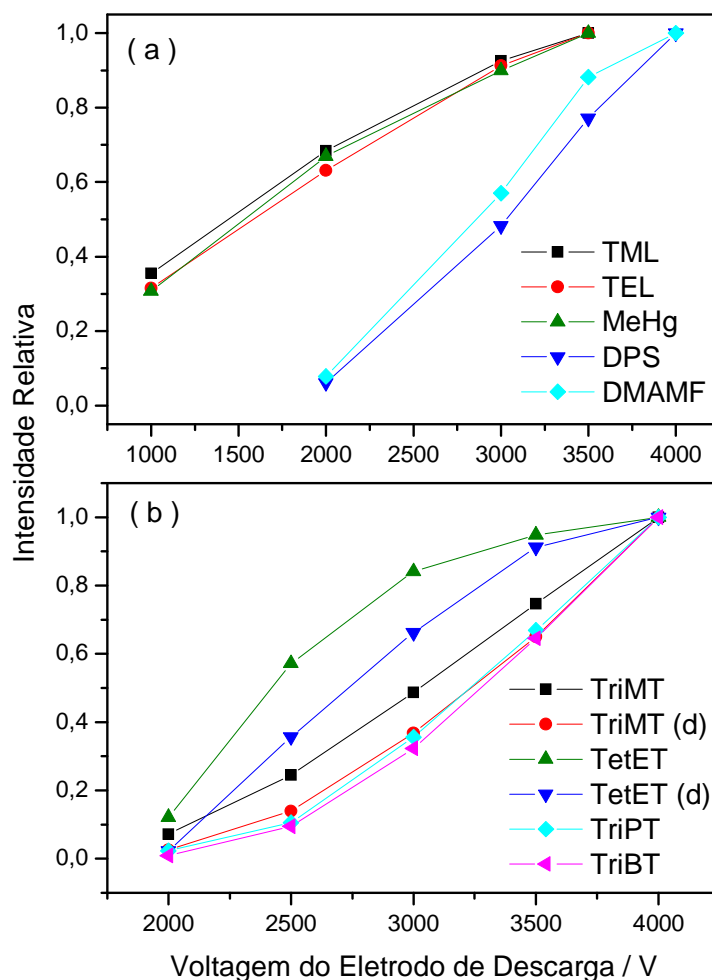 ( a )
1,0
0,8
0,6
0,4
0,2
0,0
TML
TEL
MeHg
DPS
DMAMF
1000 1500 2000 2500 3000 3500 4000
Intensidade Relativa
( b )
1,0
0,8
0,6
0,4
0,2
0,0
TriMT
TriMT (d)
TetET
TetET (d)
TriPT
TriBT
2000 2500 3000 3500 4000
Voltagem do Eletrodo de Descarga / V